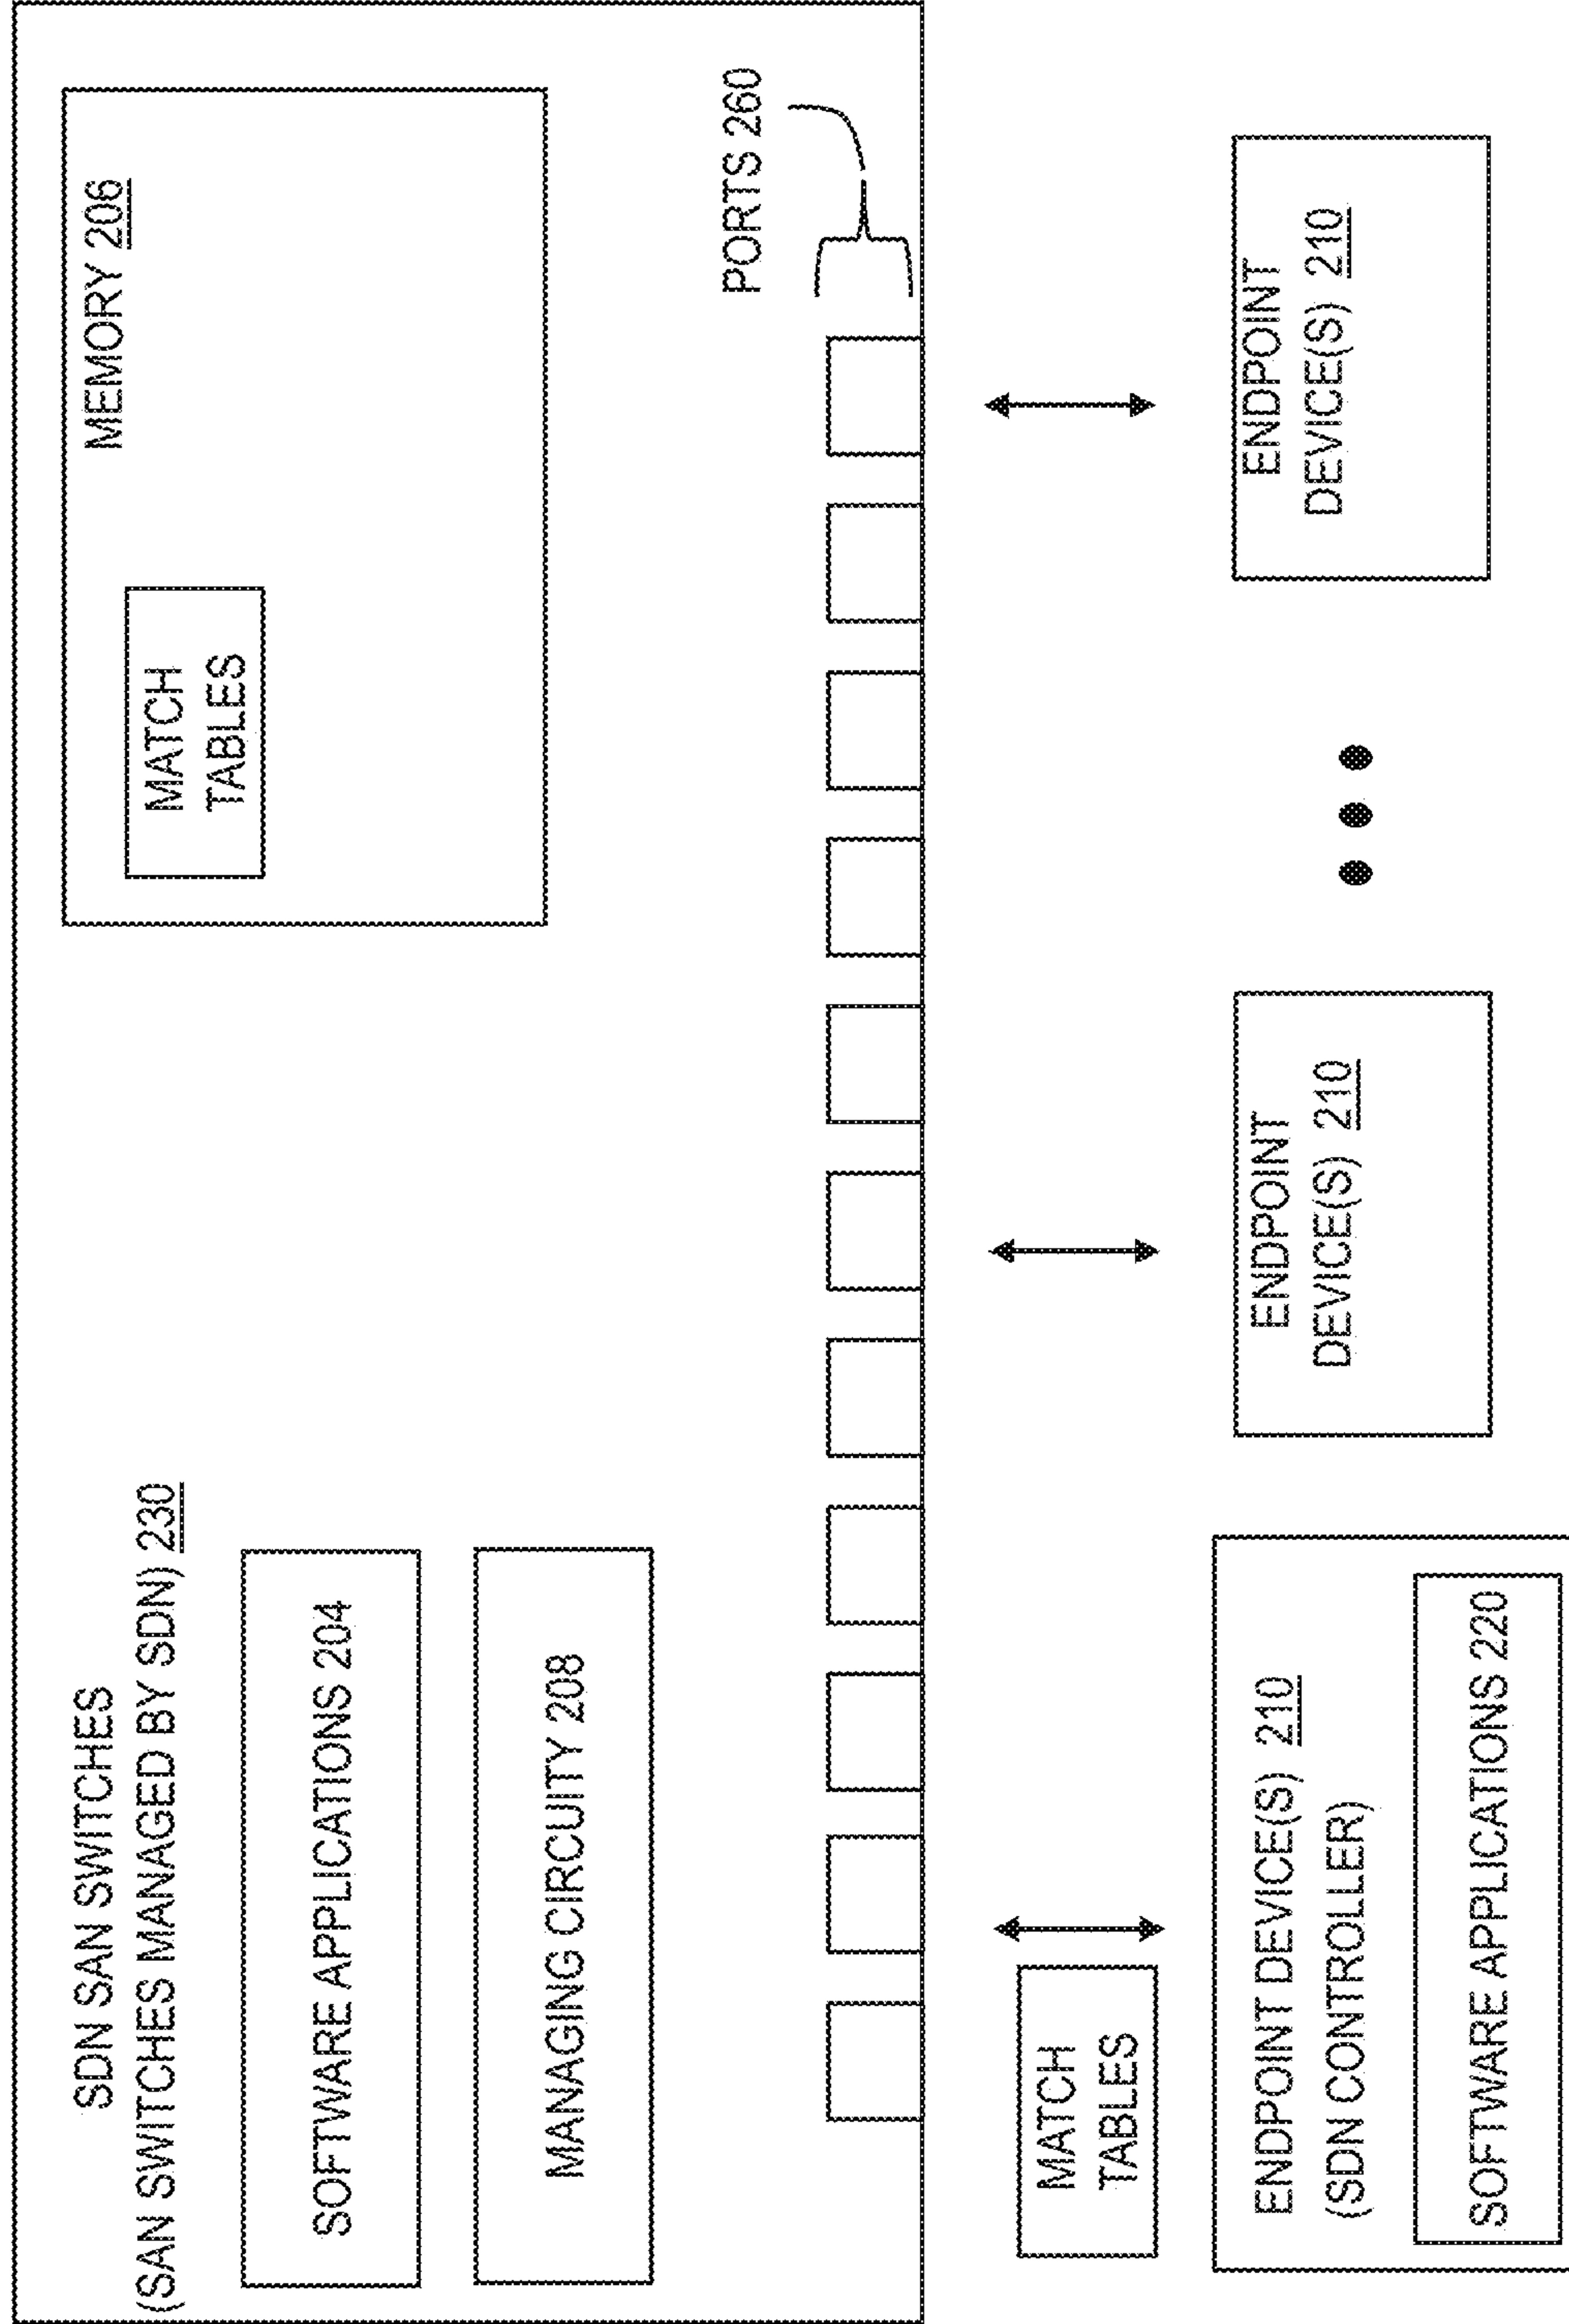 SDN SAN SWITCHES
(SAN SWITCHES MANAGED BY SDN) 230
SOFTWARE APPLICATIONS 204
MANAGING CIRCUITY 208
MEMORY 206
MATCH
TABLES
PORTS 260
MATCH
TABLES
ENDPOINT DEVICE(S) 210
(SDN CONTROLLER)
SOFTWARE APPLICATIONS 220
ENDPOINT
DEVICE(S) 210
ENDPOINT
DEVICE(S) 210